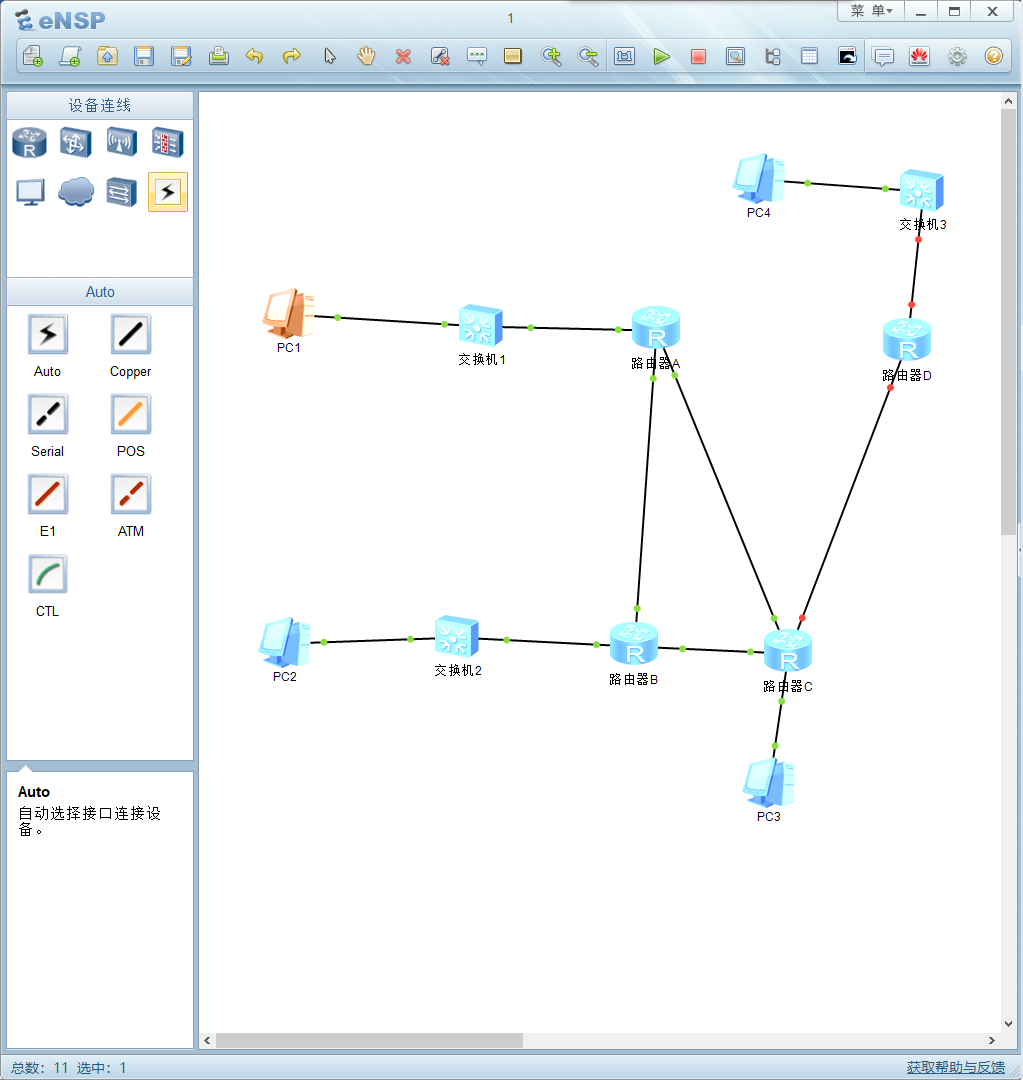 eNSP
1
菜 单
设备连线
Auto
Auto
Copper
Serial
POS
E1
ATM
CTL
Auto
自动选择接口连接设
备。
PC4
交换机3
PC1
交换机1
路由器A
路由器D
PC2
交换机2
路由器B
路由器C
PC3
R
R
R
R
R
1:1
总数： 11 选中： 1
获取帮助与反馈